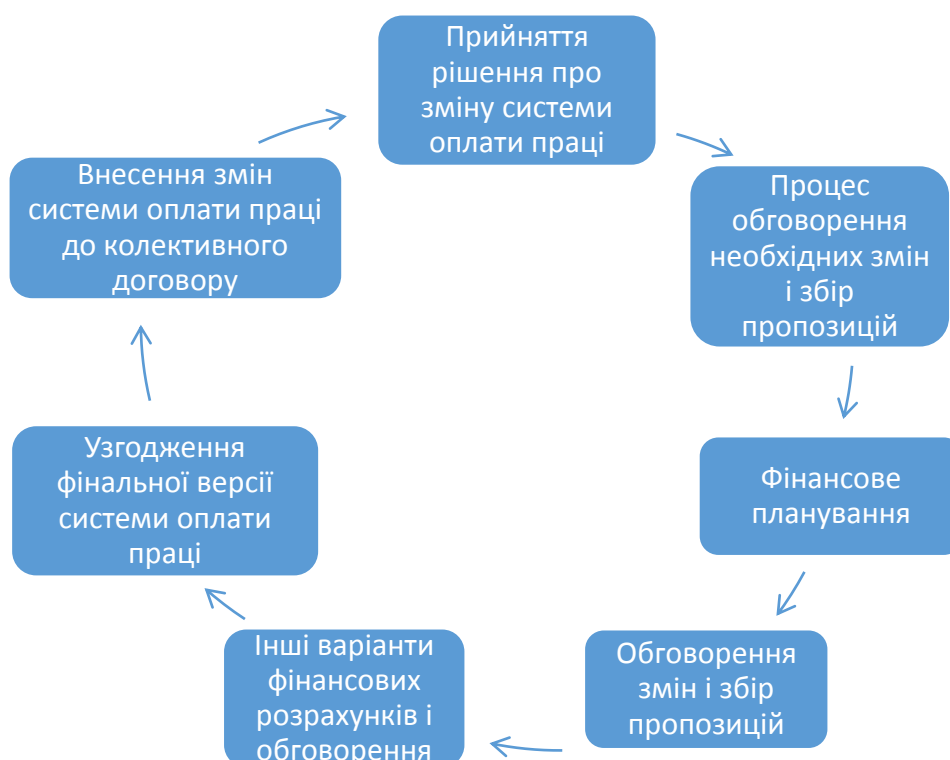 Прийняття
рішення про
зміну системи
оплати праці
Процес
обговорення
необхідних змін
і збір
пропозицій
Фінансове
планування
Обговорення
змін і збір
пропозицій
Інші варіанти
фінансових
розрахунків і
обговорення
Узгодження
фінальної версії
системи оплати
праці
Внесення змін
системи оплати праці
до колективного
договору